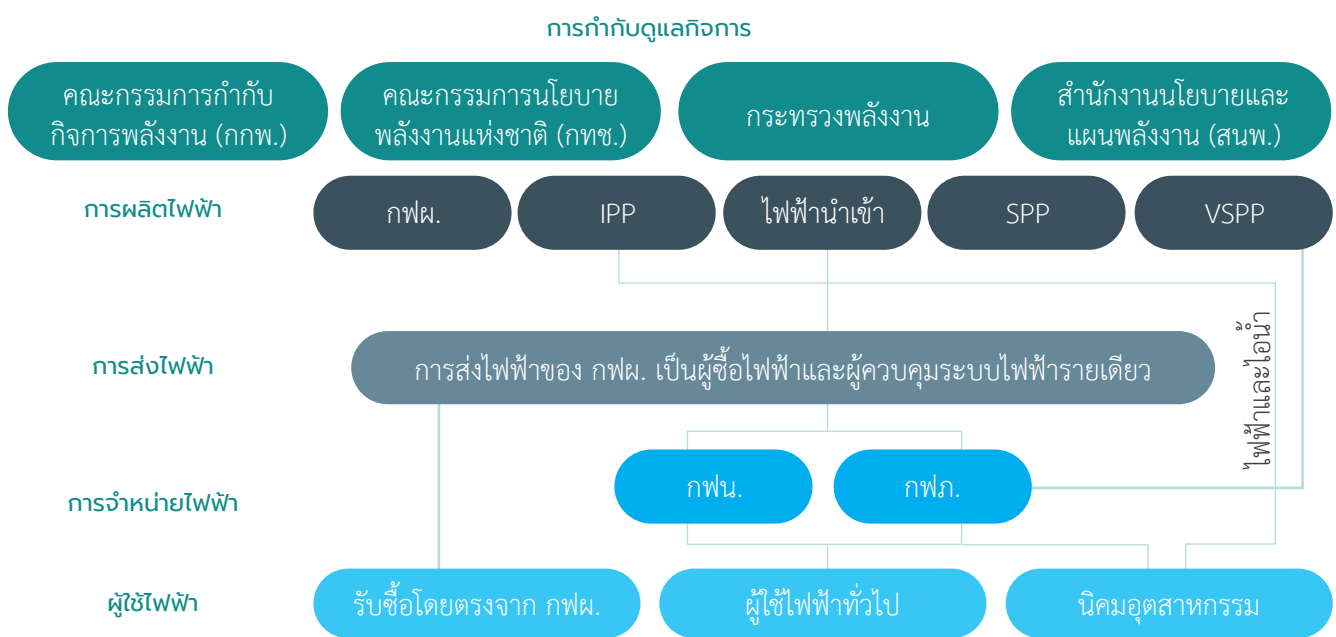 การกำกับดูแลกิจการ
คณะกรรมการกำกับ
กิจการพลังงาน (กกพ.)
คณะกรรมการนโยบาย
พลังงานแห่งชาติ (กทช.)
กระทรวงพลังงาน
สำนักงานนโยบายและ
แผนพลังงาน (สนพ.)
การผลิตไฟฟ้า
กฟผ.
IPP
ไฟฟ้านำเข้า
SPP
VSPP
ไฟฟ้าและไอน้ำ
การส่งไฟฟ้า
การส่งไฟฟ้าของ กฟผ. เป็นผู้ซื้อไฟฟ้าและผู้ควบคุมระบบไฟฟ้ารายเดียว
การจำหน่ายไฟฟ้า
กฟน.
กฟภ.
ผู้ใช้ไฟฟ้า
รับซื้อโดยตรงจาก กฟผ.
ผู้ใช้ไฟฟ้าทั่วไป
นิคมอุตสาหกรรม